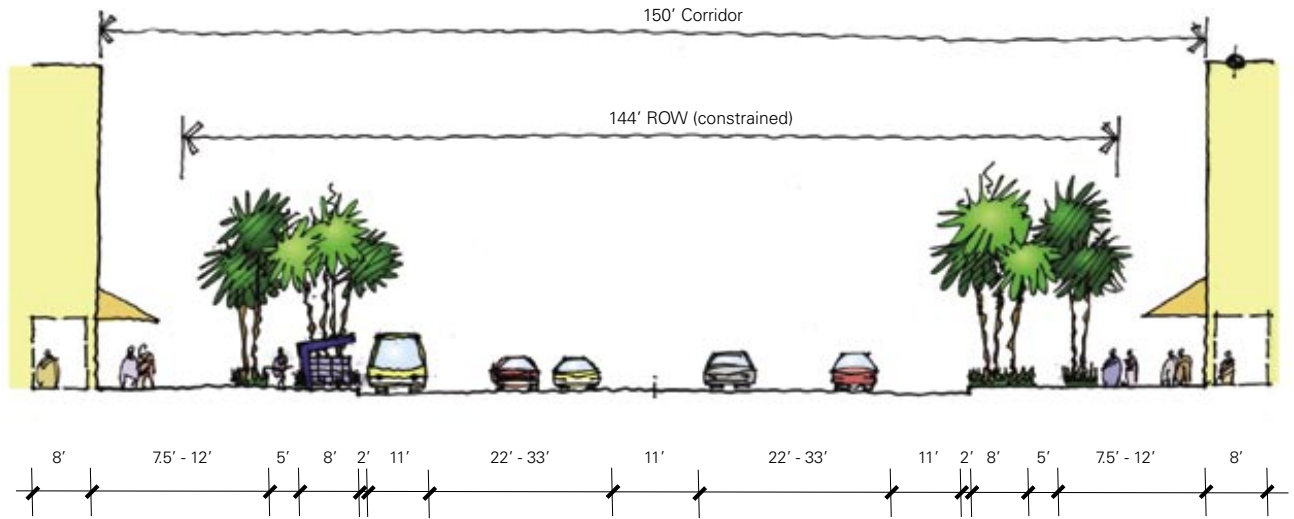 150' Corridor
144' ROW (constrained)
8' 7.5' - 12' 5' 8' 2' 11' 22' - 33' 11' 22' - 33' 11' 2' 8' 5' 7.5' - 12' 8'